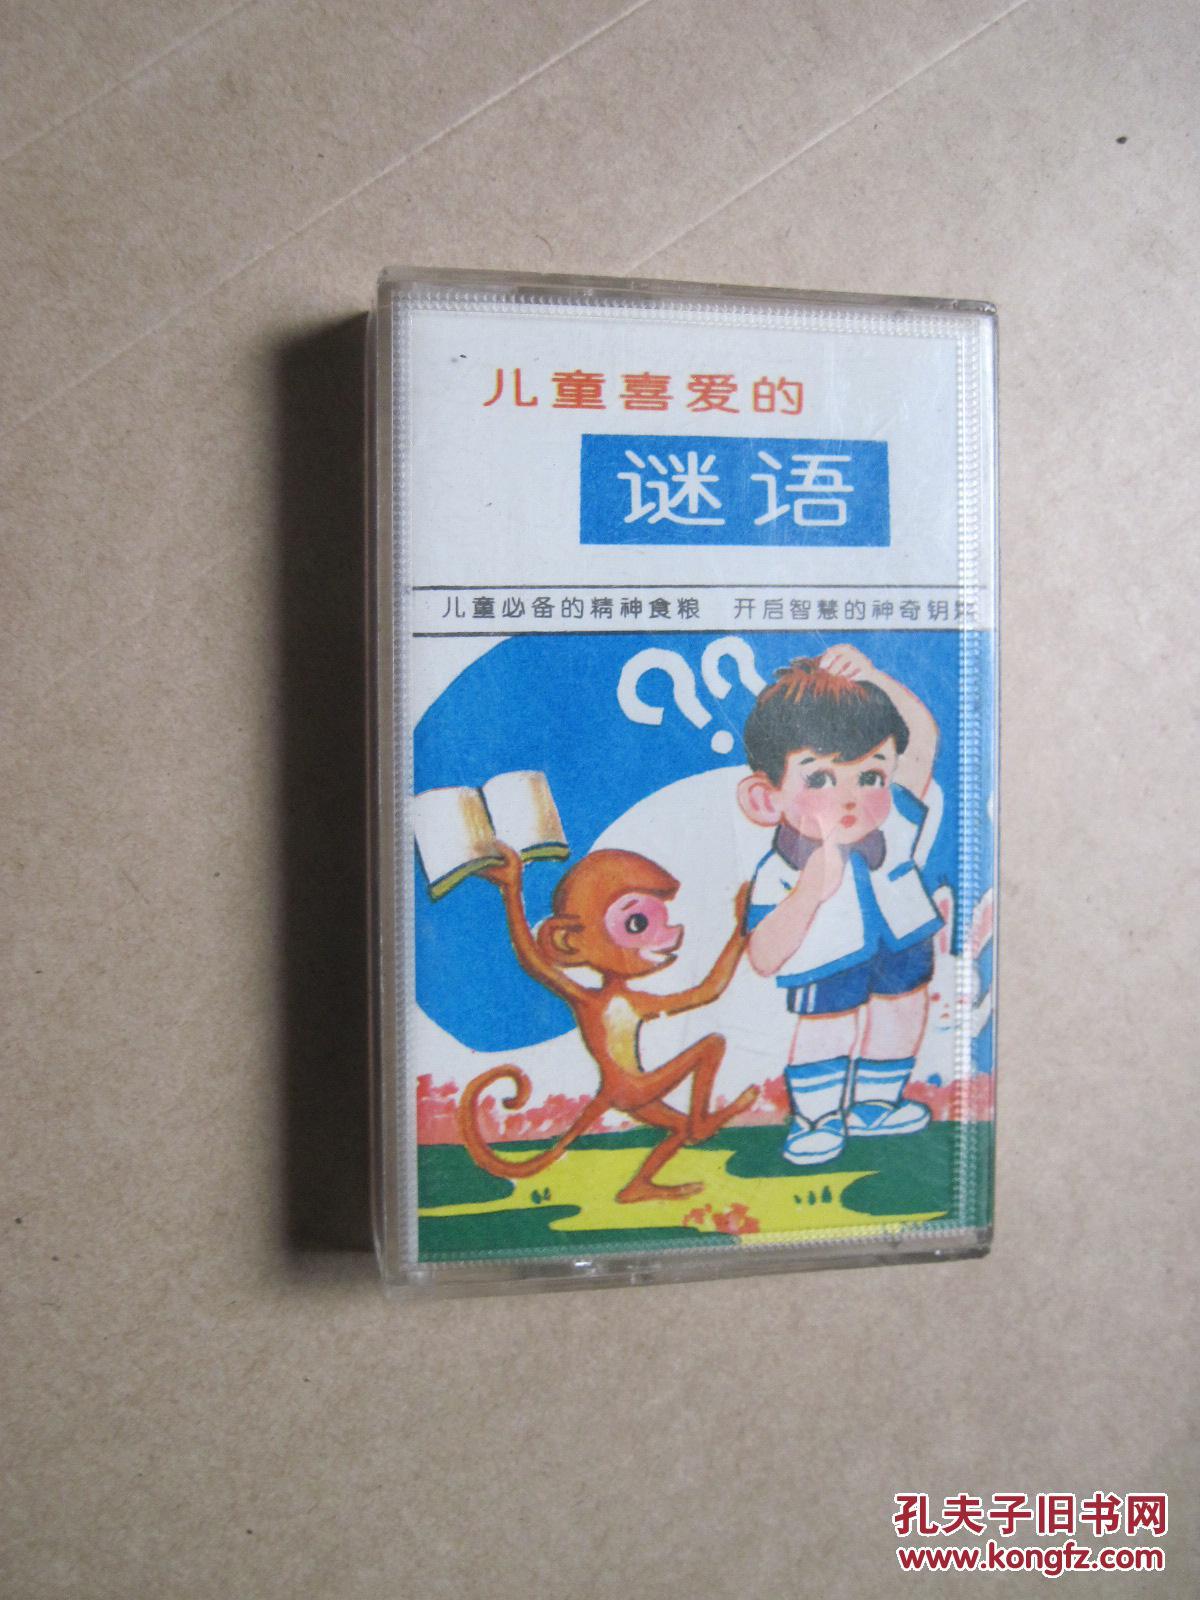 儿童喜爱的
谜语
儿童必备的精神食粮 开启智慧的神奇钥匙
??
孔夫子旧书网
www.kongfz.com